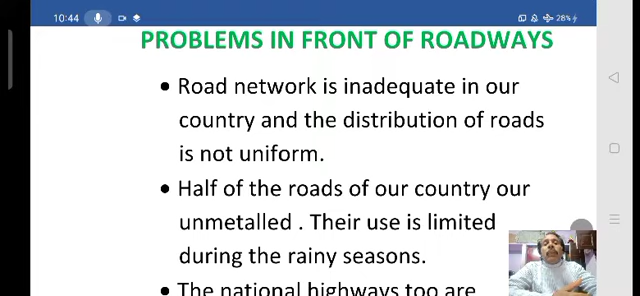 10:44
28%
PROBLEMS IN FRONT OF ROADWAYS
• Road network is inadequate in our
country and the distribution of roads
is not uniform.
• Half of the roads of our country our
unmetalled . Their use is limited
during the rainy seasons.
• The national highways too are